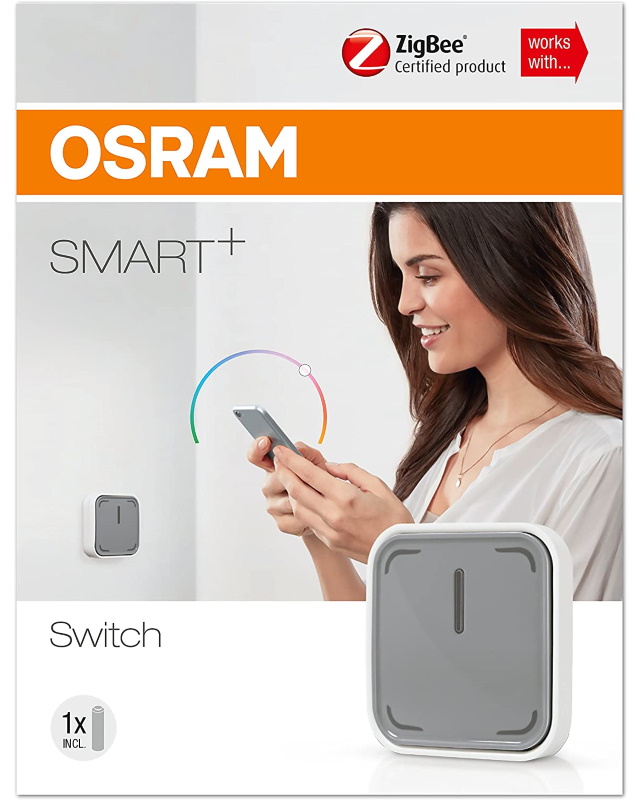 ZigBee®
Certified product
works
with...
OSRAM
SMART+
Switch
1x
INCL.